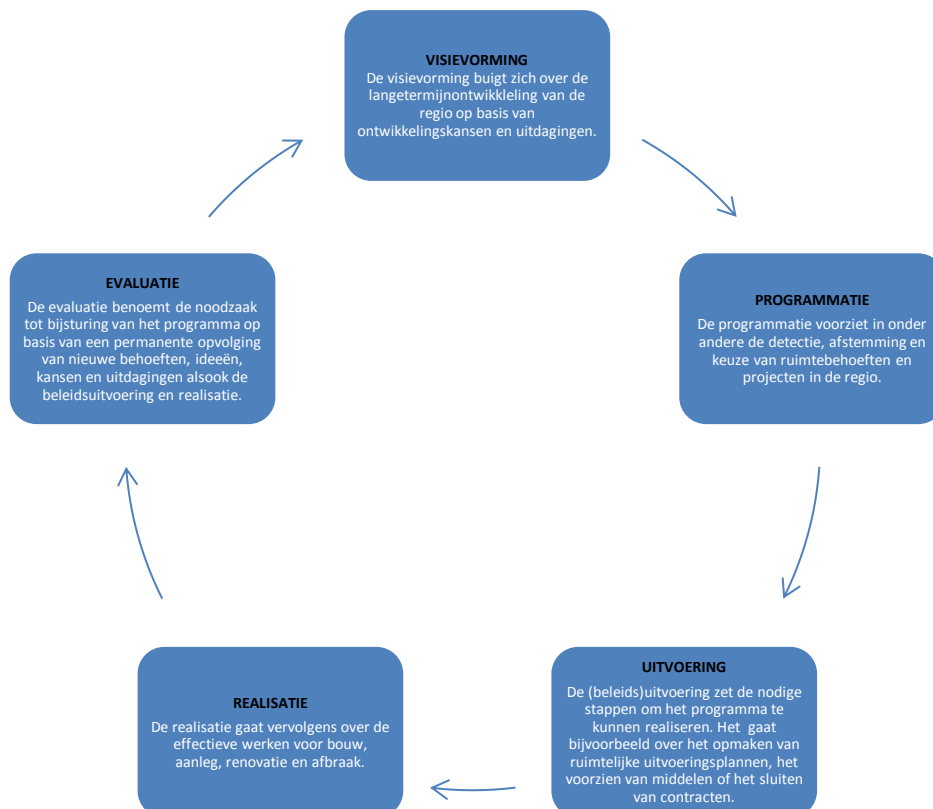 VISIEVORMING
De visievorming buigt zich over de
langetermijnontwikkleling van de
regio op basis van
ontwikkelingskansen en uitdagingen.
PROGRAMMATIE
De programmatie voorziet in onder
andere de detectie, afstemming en
keuze van ruimtebehoeften en
projecten in de regio.
UITVOERING
De (beleids)uitvoering zet de nodige
stappen om het programma te
kunnen realiseren. Het gaat
bijvoorbeeld over het opmaken van
ruimtelijke uitvoeringsplannen, het
voorzien van middelen of het sluiten
van contracten.
REALISATIE
De realisatie gaat vervolgens over de
effectieve werken voor bouw,
aanleg, renovatie en afbraak.
EVALUATIE
De evaluatie benoemt de noodzaak
tot bijsturing van het programma op
basis van een permanente opvolging
van nieuwe behoeften, ideeën,
kansen en uitdagingen alsook de
beleidsuitvoering en realisatie.